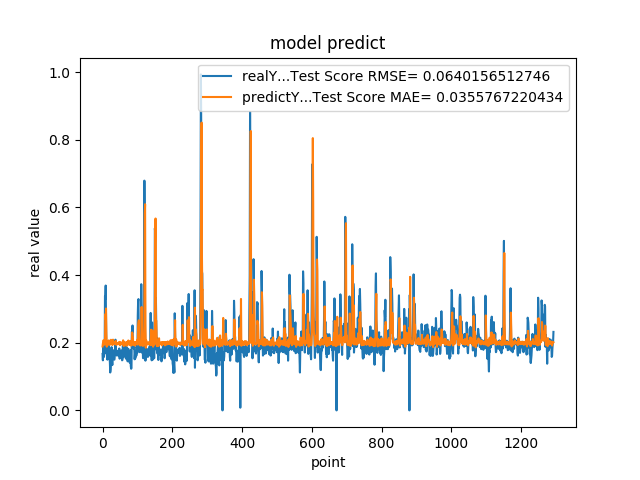 model predict
realY...Test Score RMSE= 0.0640156512746
predictY...Test Score MAE= 0.0355767220434
1.0
0.8
0.6
0.4
0.2
0.0
real value
0 200 400 600 800 1000 1200
point